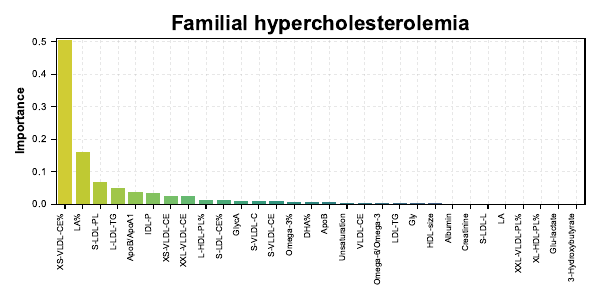 Familial hypercholesterolemia
Importance
0.5
0.4
0.3
0.2
0.1
0.0
XS-VLDL-CE%
LA%
S-LDL-PL
L-LDL-TG
ApoB/ApoA1
IDL-P
XS-VLDL-CE
XXL-VLDL-CE
L-HDL-PL%
S-LDL-CE%
GlycA
S-VLDL-C
S-VLDL-CE
Omega-3%
DHA%
ApoB
Unsaturation
VLDL-CE
Omega-6/Omega-3
LDL-TG
Gly
HDL-size
Albumin
Creatinine
S-LDL-L
LA
XXL-VLDL-PL%
XL-HDL-PL%
Glu-lactate
3-Hydroxybutyrate